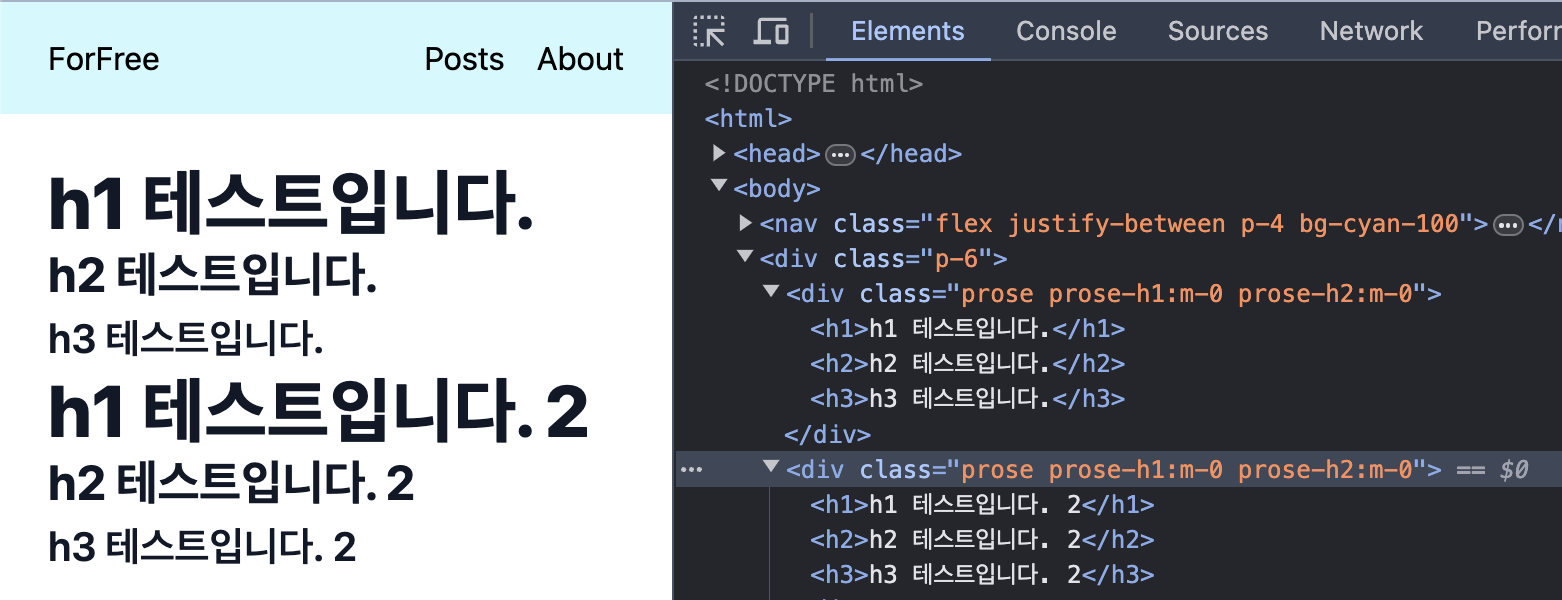 ForFree Posts About
h1 테스트입니다.
h2 테스트입니다.
h3 테스트입니다.
h1 테스트입니다. 2
h2 테스트입니다. 2
h3 테스트입니다. 2
Elements Console Sources Network Perfor
<!DOCTYPE html>
<html>
<head>…</head>
<body>
<nav class="flex justify-between p-4 bg-cyan-100">…</
<div class="p-6">
<div class="prose prose-h1:m-0 prose-h2:m-0">
<h1>h1 테스트입니다.</h1>
<h2>h2 테스트입니다.</h2>
<h3>h3 테스트입니다.</h3>
</div>
<div class="prose prose-h1:m-0 prose-h2:m-0"> == $0
<h1>h1 테스트입니다. 2</h1>
<h2>h2 테스트입니다. 2</h2>
<h3>h3 테스트입니다. 2</h3>